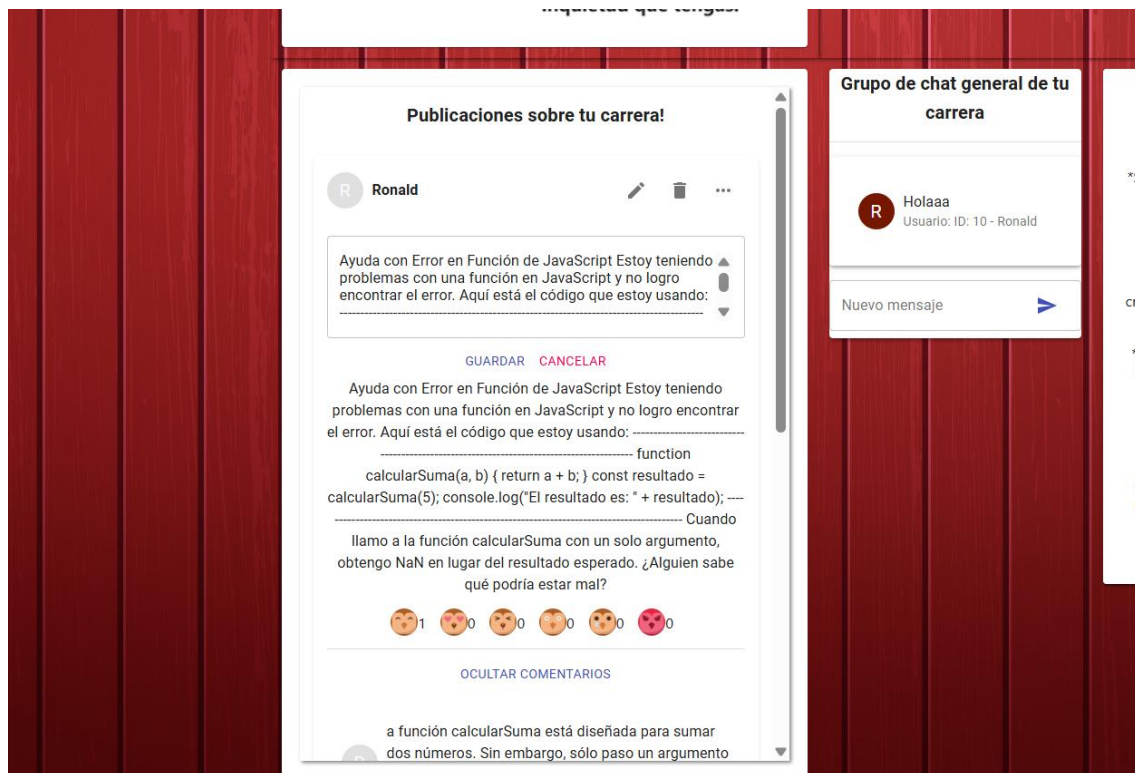 inquietud que tengas!
Publicaciones sobre tu carrera!
R
Ronald
Ayuda con Error en Función de JavaScript Estoy teniendo
problemas con una función en JavaScript y no logro
encontrar el error. Aquí está el código que estoy usando:
----------------------------------------------------------------------------------------
GUARDAR CANCELAR
Ayuda con Error en Función de JavaScript Estoy teniendo
problemas con una función en JavaScript y no logro encontrar
el error. Aquí está el código que estoy usando: ---------------------------
------------------------------------------------------------- function
calcularSuma(a, b) { return a + b; } const resultado =
calcularSuma(5); console.log("El resultado es: " + resultado); ----
------------------------------------------------------------------------------------ Cuando
llamo a la función calcularSuma con un solo argumento,
obtengo NaN en lugar del resultado esperado. ¿Alguien sabe
qué podría estar mal?
1 0 0 0 0 0
OCULTAR COMENTARIOS
a función calcularSuma está diseñada para sumar
dos números. Sin embargo, sólo paso un argumento
Grupo de chat general de tu
carrera
R
Holaaa
Usuario: ID: 10 - Ronald
Nuevo mensaje